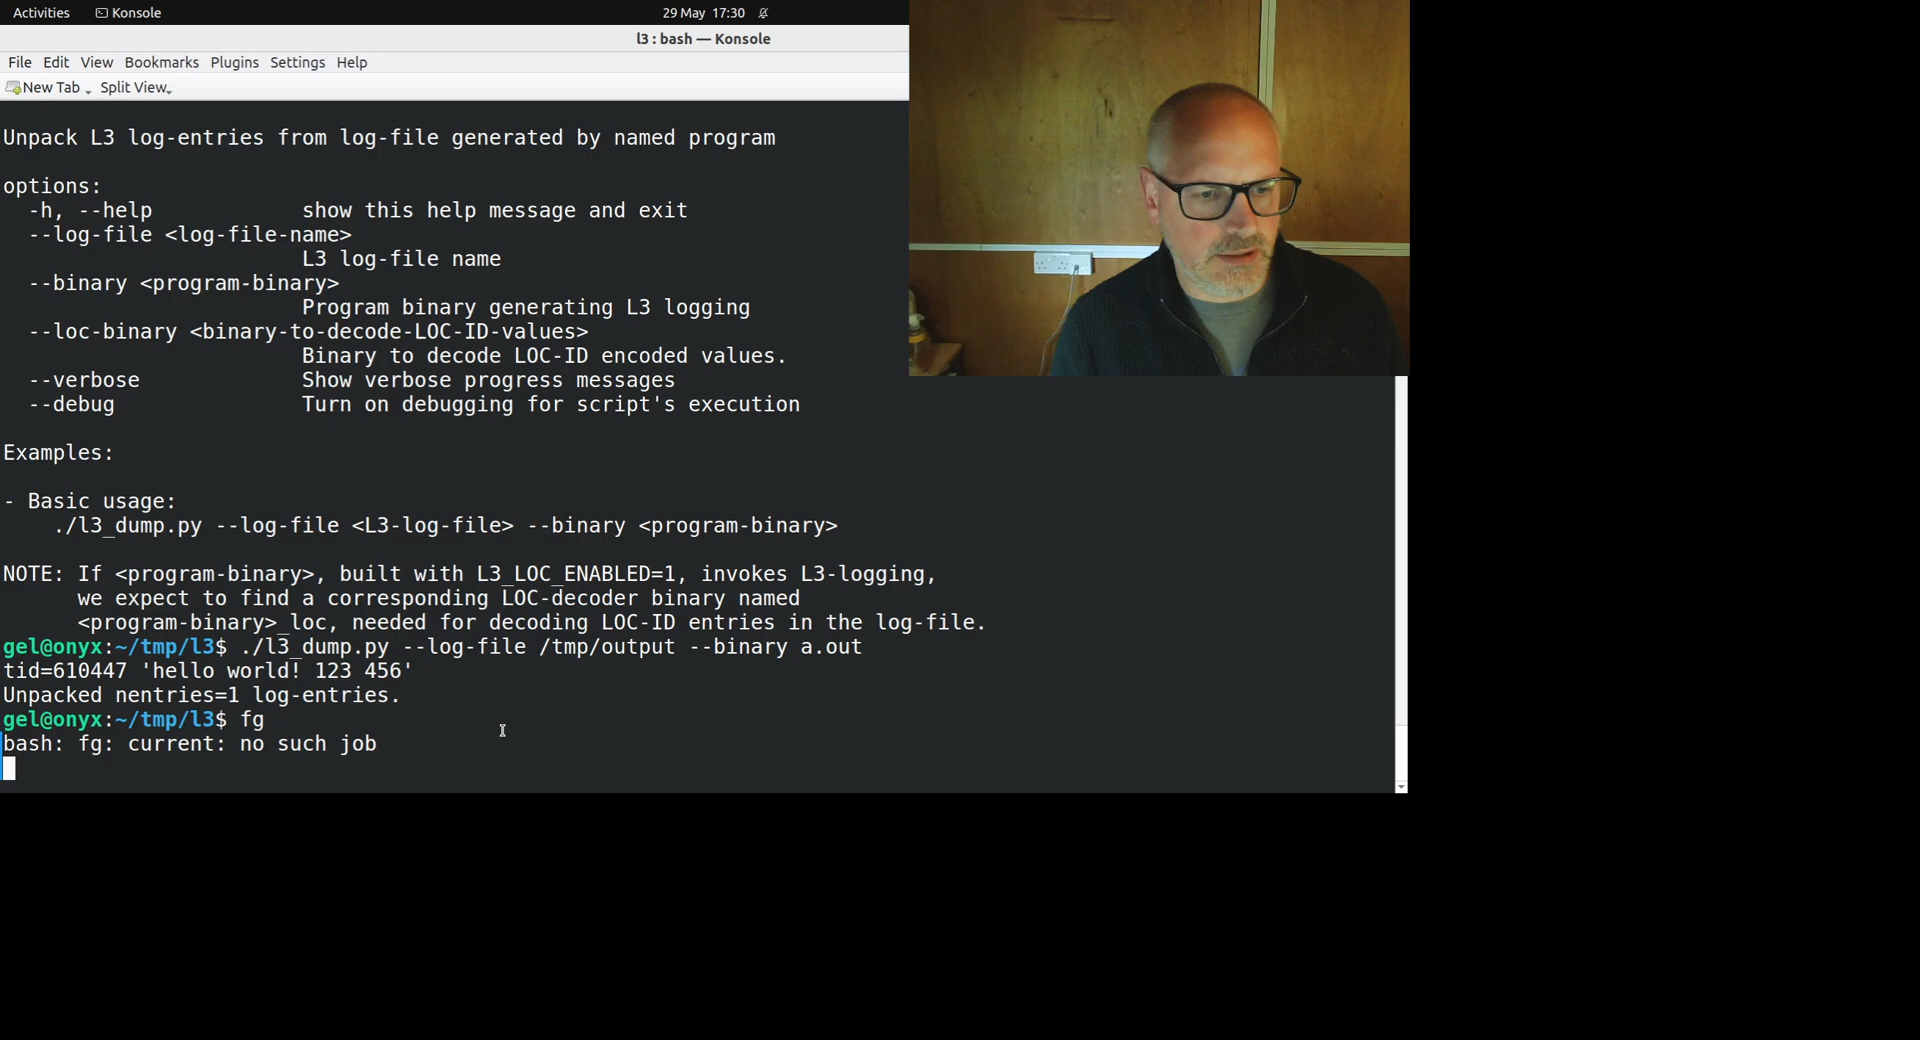 Activities Konsole 29 May 17:30
l3 : bash — Konsole
File Edit View Bookmarks Plugins Settings Help
New Tab Split View
Unpack L3 log-entries from log-file generated by named program
options:
-h, --help show this help message and exit
--log-file <log-file-name>
L3 log-file name
--binary <program-binary>
Program binary generating L3 logging
--loc-binary <binary-to-decode-LOC-ID-values>
Binary to decode LOC-ID encoded values.
--verbose Show verbose progress messages
--debug Turn on debugging for script's execution
Examples:
- Basic usage:
./l3_dump.py --log-file <L3-log-file> --binary <program-binary>
NOTE: If <program-binary>, built with L3_LOC_ENABLED=1, invokes L3-logging,
we expect to find a corresponding LOC-decoder binary named
<program-binary>_loc, needed for decoding LOC-ID entries in the log-file.
gel@onyx:~/tmp/l3$ ./l3_dump.py --log-file /tmp/output --binary a.out
tid=610447 'hello world! 123 456'
Unpacked nentries=1 log-entries.
gel@onyx:~/tmp/l3$ fg
bash: fg: current: no such job